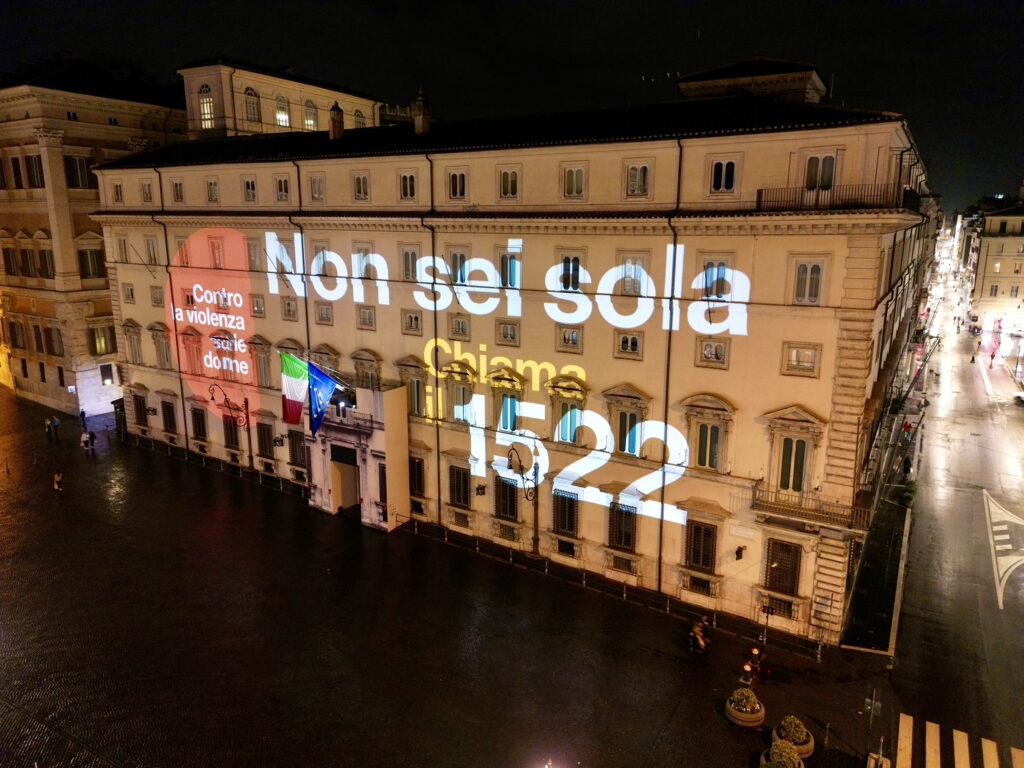 Contro
la violenza
sulle
donne
Non sei sola
Chiama
il
1522